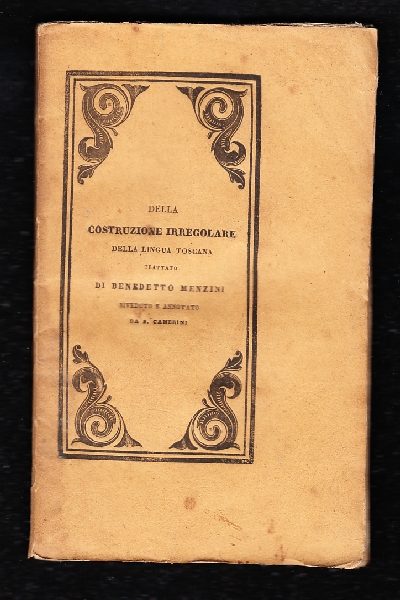 DELLA
COSTRUZIONE IRREGOLARE
DELLA LINGUA TOSCANA
TRATTATO
DI BENEDETTO MENZINI
RIVEDUTO E ANNOTATO
DA A. CAMERINI